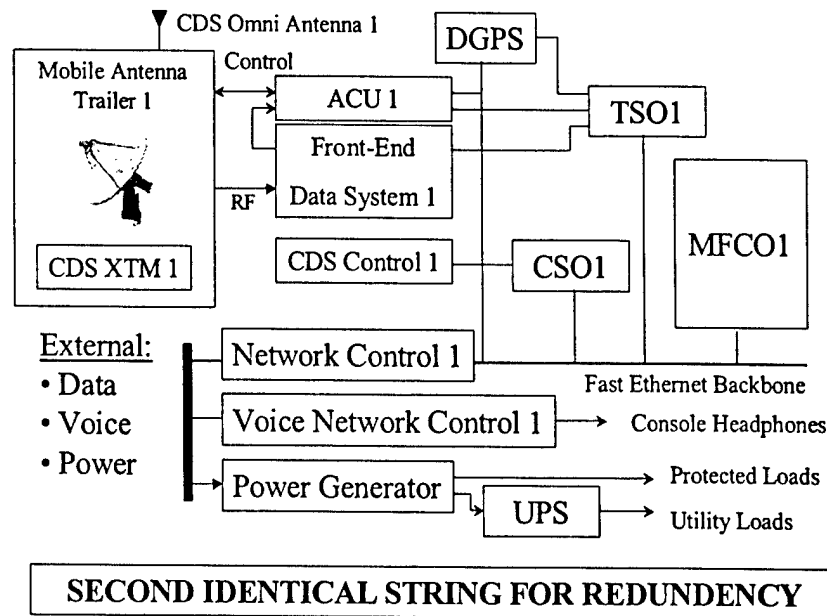 CDS Omni Antenna 1
Mobile Antenna
Trailer 1
Control
ACU 1
DGPS
TSO1
Front-End
Data System 1
RF
CDS XTM 1
CDS Control 1
CSO1
MFCO1
External:
• Data
• Voice
• Power
Network Control 1
Fast Ethernet Backbone
Voice Network Control 1
Console Headphones
Power Generator
Protected Loads
UPS
Utility Loads
SECOND IDENTICAL STRING FOR REDUNDENCY